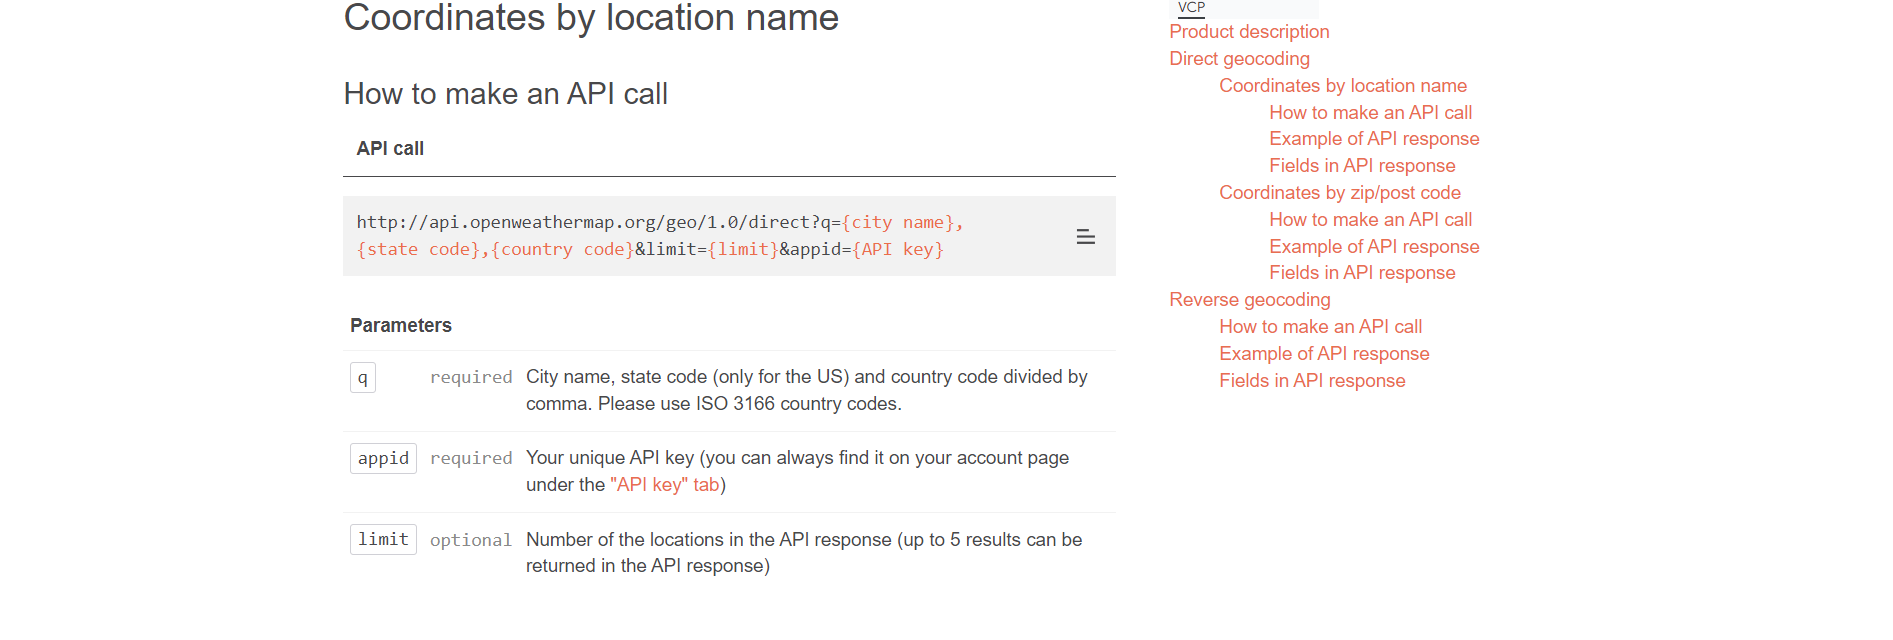 Coordinates by location name
How to make an API call
API call
http://api.openweathermap.org/geo/1.0/direct?q={city name},
{state code},{country code}&limit={limit}&appid={API key}
Parameters
q required City name, state code (only for the US) and country code divided by
comma. Please use ISO 3166 country codes.
appid required Your unique API key (you can always find it on your account page
under the "API key" tab)
limit optional Number of the locations in the API response (up to 5 results can be
returned in the API response)
VCP
Product description
Direct geocoding
Coordinates by location name
How to make an API call
Example of API response
Fields in API response
Coordinates by zip/post code
How to make an API call
Example of API response
Fields in API response
Reverse geocoding
How to make an API call
Example of API response
Fields in API response